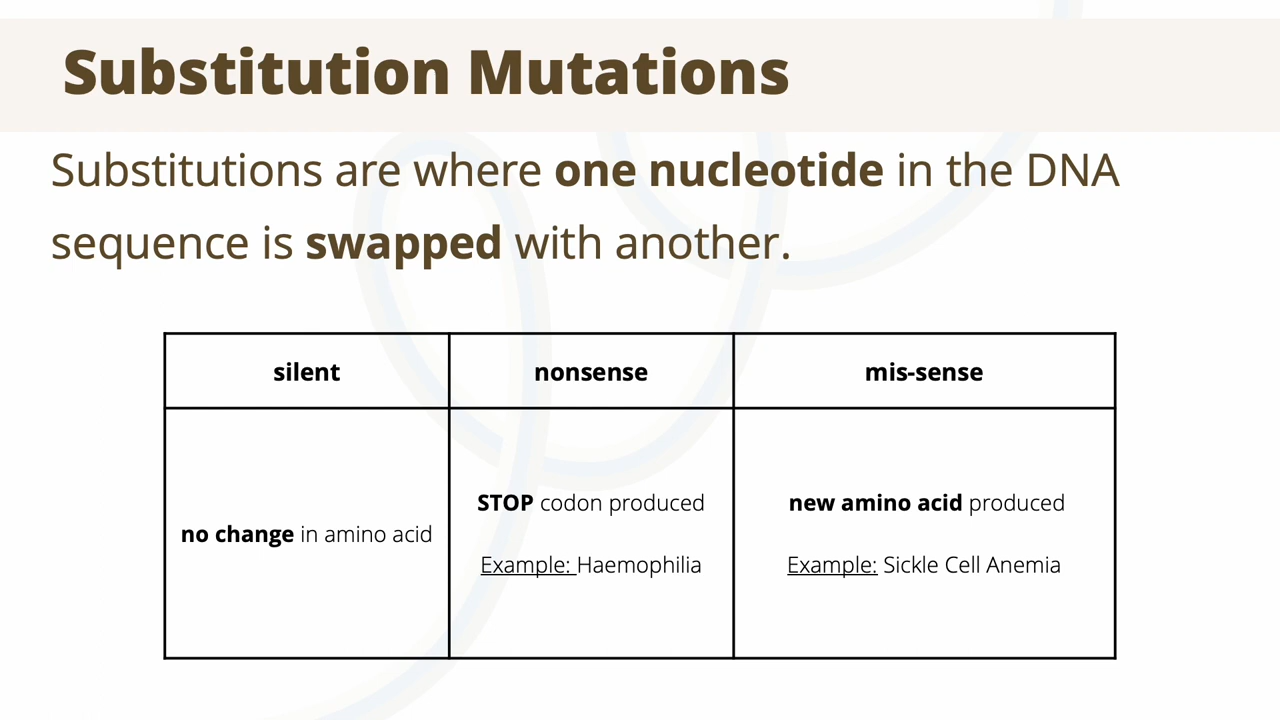 Substitution Mutations
Substitutions are where one nucleotide in the DNA
sequence is swapped with another.
silent
nonsense
mis-sense
no change in amino acid
STOP codon produced
Example: Haemophilia
new amino acid produced
Example: Sickle Cell Anemia